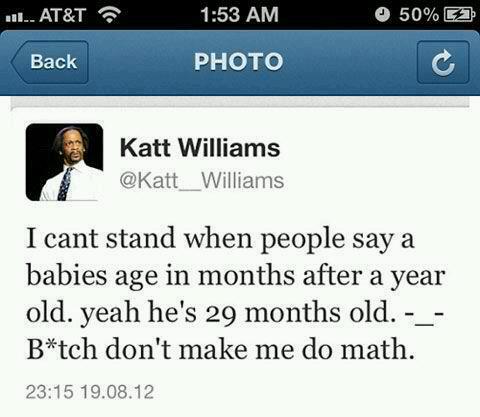 AT&T 1:53 AM 50%
Back PHOTO
Katt Williams
@Katt__Williams
I cant stand when people say a
babies age in months after a year
old. yeah he's 29 months old. -_-
B*tch don't make me do math.
23:15 19.08.12